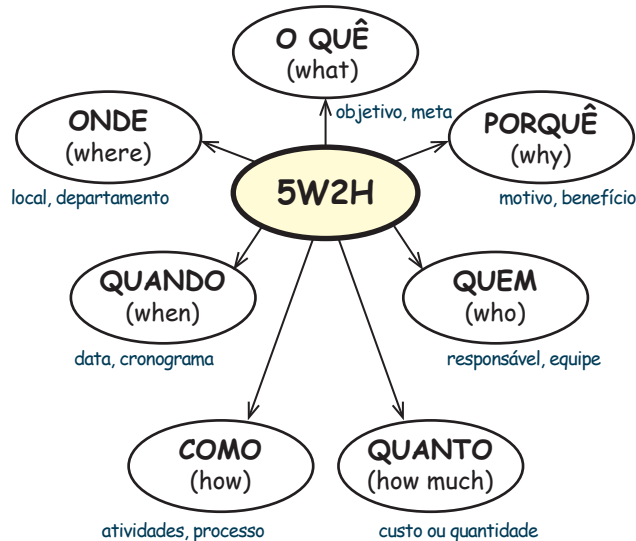 O QUÊ
(what)
objetivo, meta
ONDE
(where)
local, departamento
PORQUÊ
(why)
motivo, benefício
5W2H
QUANDO
(when)
data, cronograma
QUEM
(who)
responsável, equipe
COMO
(how)
atividades, processo
QUANTO
(how much)
custo ou quantidade